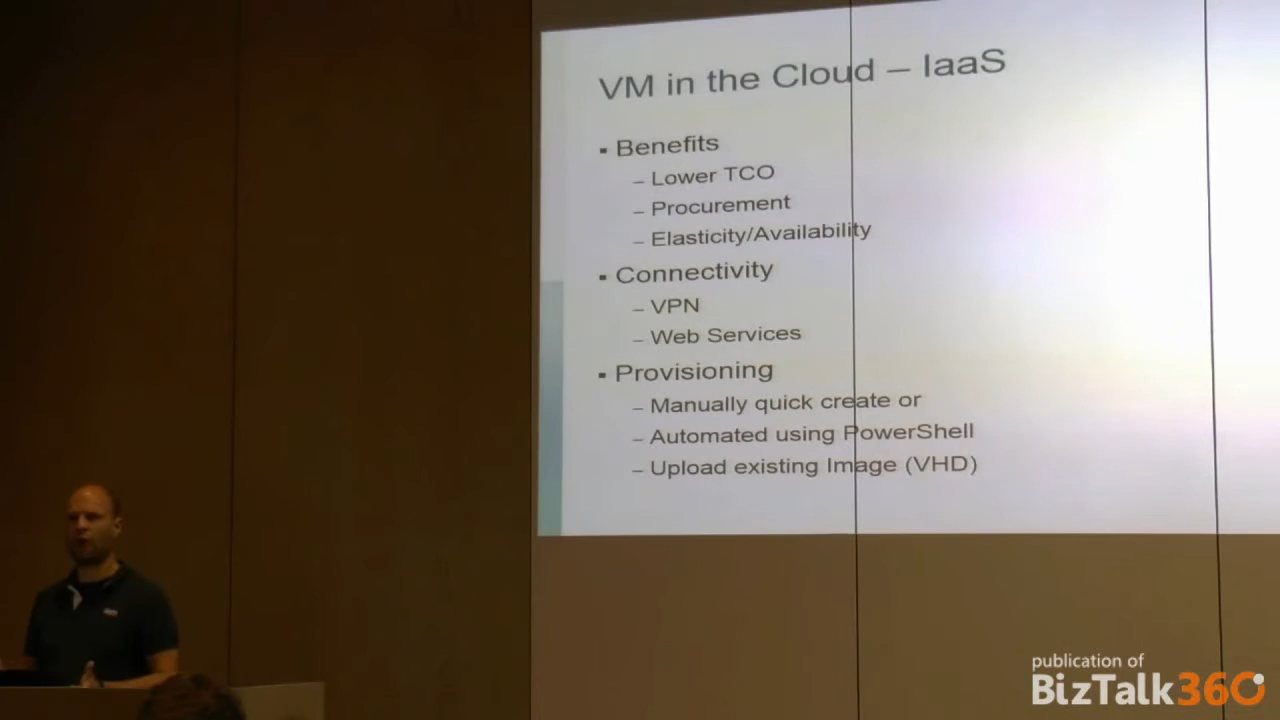 VM in the Cloud – IaaS
▪ Benefits
– Lower TCO
– Procurement
– Elasticity/Availability
▪ Connectivity
– VPN
– Web Services
▪ Provisioning
– Manually quick create or
– Automated using PowerShell
– Upload existing Image (VHD)
publication of
BizTalk360